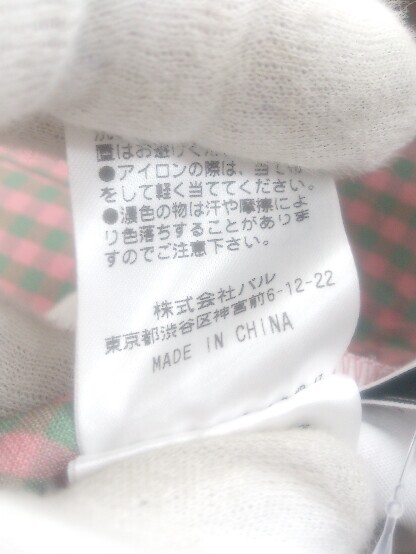 置はお避けく
●アイロンの際は、当て布
をして軽く当ててください。
●濃色の物は汗や摩擦によ
り色落ちすることがありま
すのでご注意下さい。
株式会社パル
東京都渋谷区神宮前6-12-22
MADE IN CHINA